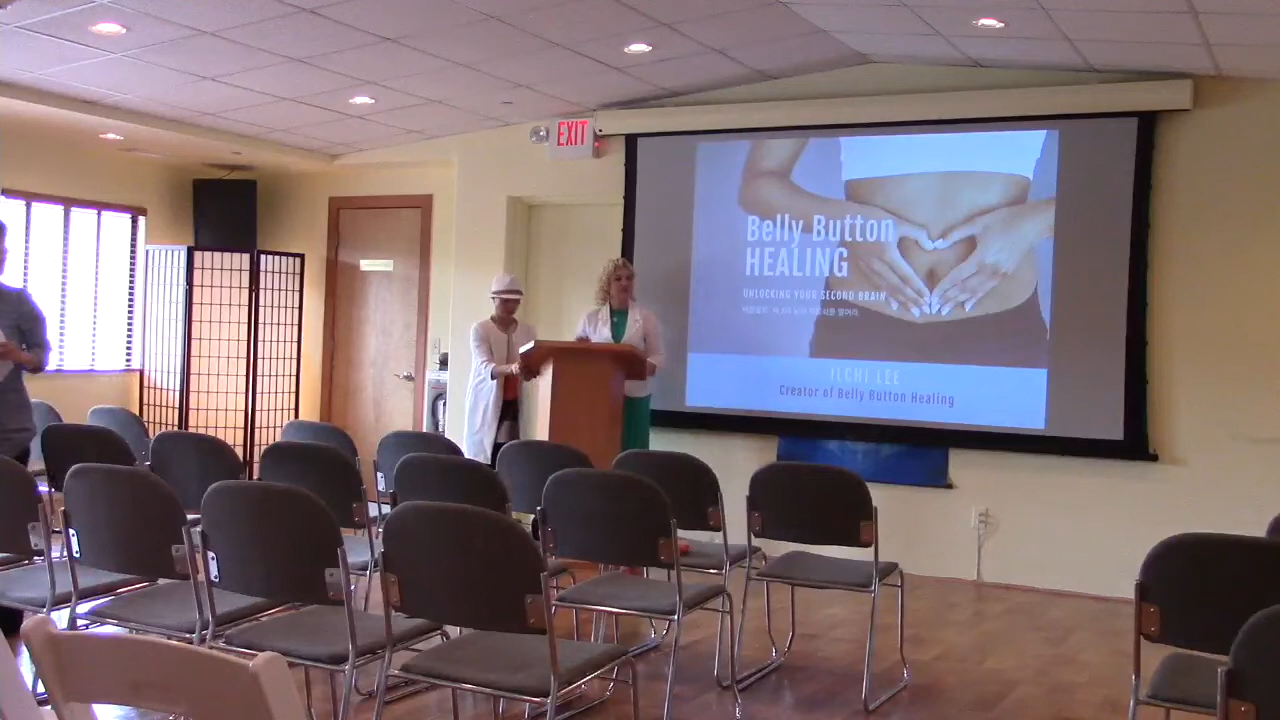 EXIT
Belly Button
HEALING
UNLOCKING YOUR SECOND BRAIN
ILCHI LEE
Creator of Belly Button Healing